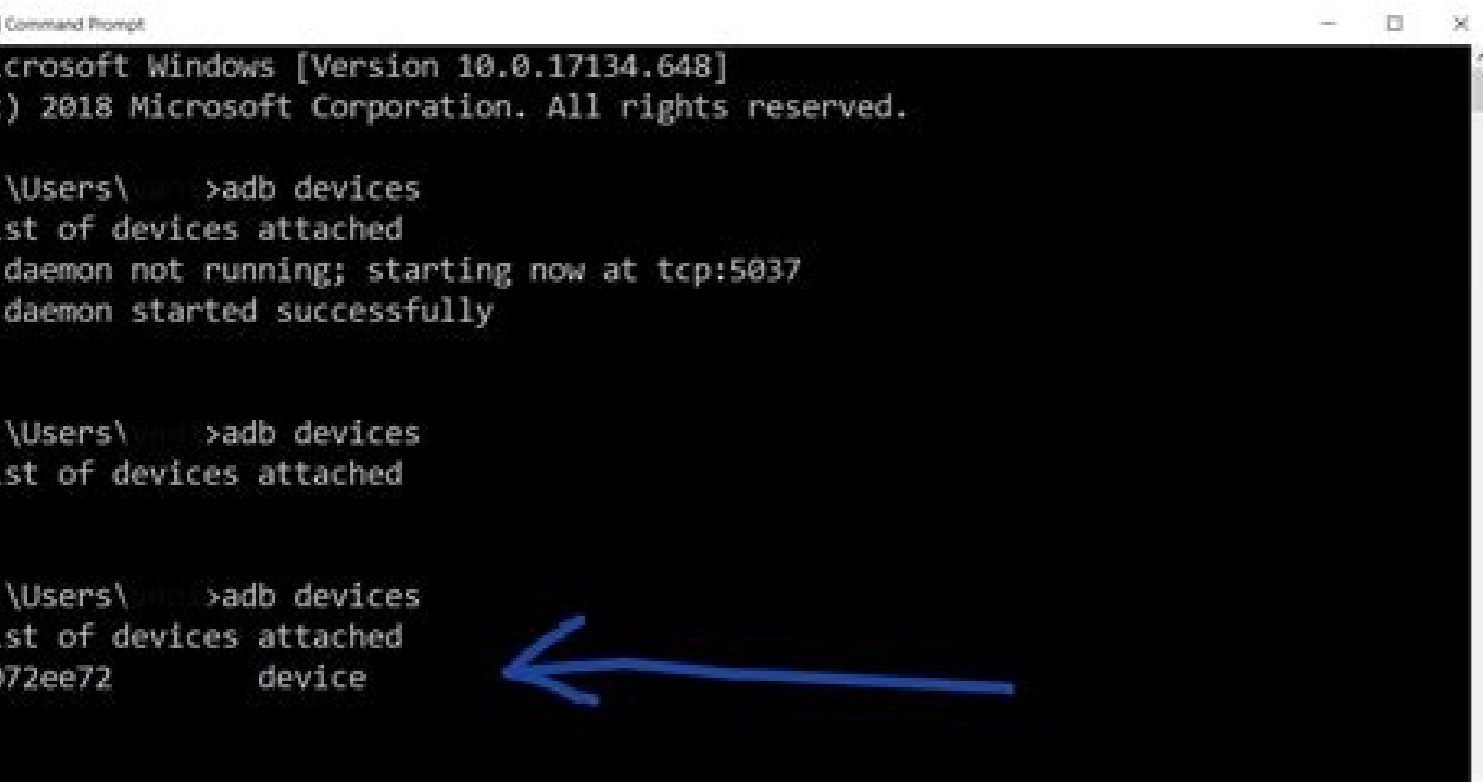 Command Prompt
crosoft Windows [Version 10.0.17134.648]
) 2018 Microsoft Corporation. All rights reserved.
\Users\ >adb devices
st of devices attached
daemon not running; starting now at tcp:5037
daemon started successfully
\Users\ >adb devices
st of devices attached
\Users\ >adb devices
st of devices attached
072ee72 device